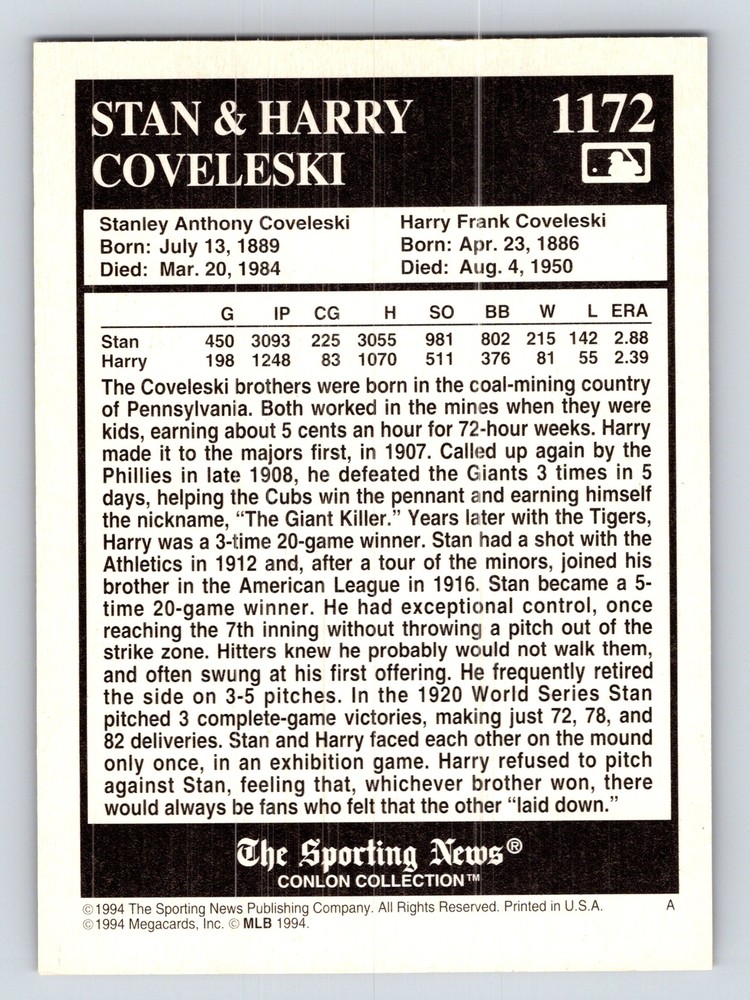 STAN & HARRY 1172
COVELESKI
Stanley Anthony Coveleski Harry Frank Coveleski
Born: July 13, 1889 Born: Apr. 23, 1886
Died: Mar. 20, 1984 Died: Aug. 4, 1950
G IP CG H SO BB W L ERA
Stan 450 3093 225 3055 981 802 215 142 2.88
Harry 198 1248 83 1070 511 376 81 55 2.39
The Coveleski brothers were born in the coal-mining country
of Pennsylvania. Both worked in the mines when they were
kids, earning about 5 cents an hour for 72-hour weeks. Harry
made it to the majors first, in 1907. Called up again by the
Phillies in late 1908, he defeated the Giants 3 times in 5
days, helping the Cubs win the pennant and earning himself
the nickname, “The Giant Killer.” Years later with the Tigers,
Harry was a 3-time 20-game winner. Stan had a shot with the
Athletics in 1912 and, after a tour of the minors, joined his
brother in the American League in 1916. Stan became a 5-
time 20-game winner. He had exceptional control, once
reaching the 7th inning without throwing a pitch out of the
strike zone. Hitters knew he probably would not walk them,
and often swung at his first offering. He frequently retired
the side on 3-5 pitches. In the 1920 World Series Stan
pitched 3 complete-game victories, making just 72, 78, and
82 deliveries. Stan and Harry faced each other on the mound
only once, in an exhibition game. Harry refused to pitch
against Stan, feeling that, whichever brother won, there
would always be fans who felt that the other “laid down.”
The Sporting News®
CONLON COLLECTION™
©1994 The Sporting News Publishing Company. All Rights Reserved. Printed in U.S.A. A
©1994 Megacards, Inc. © MLB 1994.